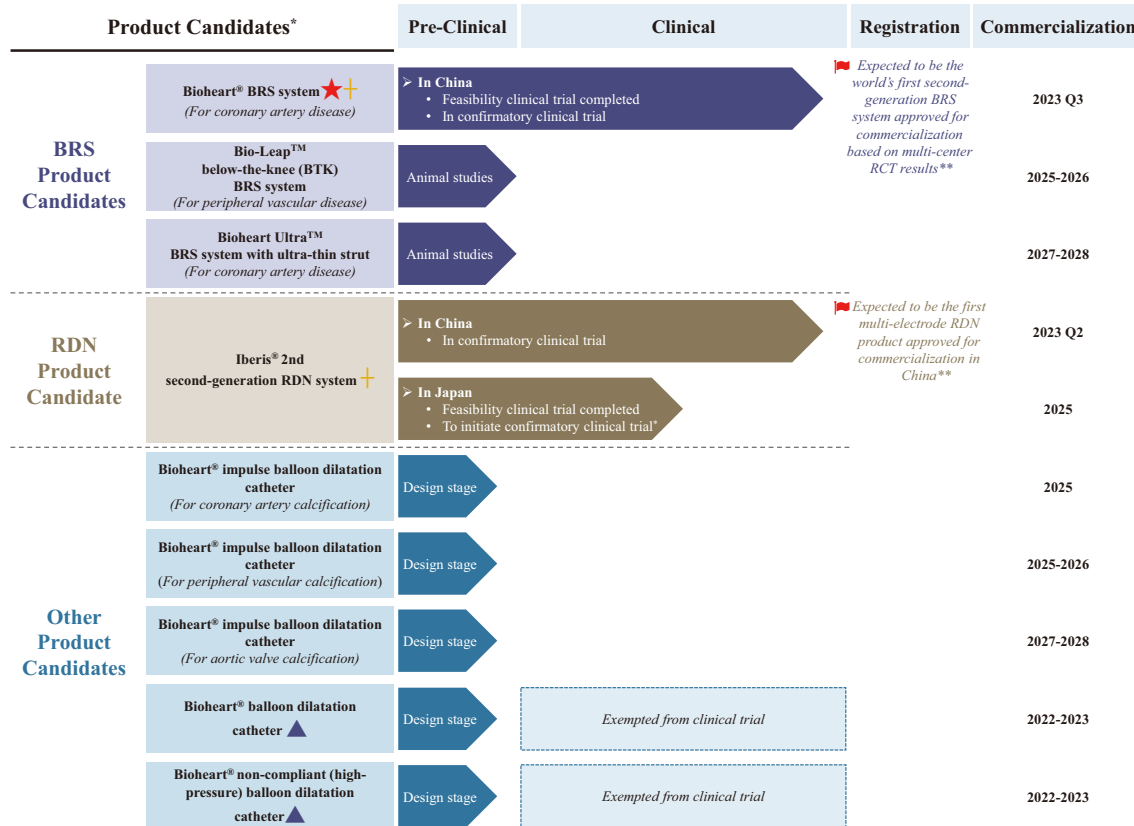 Product Candidates*
Pre-Clinical
Clinical
Registration
Commercialization
BRS
Product
Candidates
Bioheart® BRS system
(For coronary artery disease)
➢ In China
• Feasibility clinical trial completed
• In confirmatory clinical trial
Expected to be the
world's first second-
generation BRS
system approved for
commercialization
based on multi-center
RCT results**
2023 Q3
Bio-Leap™
below-the-knee (BTK)
BRS system
(For peripheral vascular disease)
Animal studies
2025-2026
Bioheart Ultra™
BRS system with ultra-thin strut
(For coronary artery disease)
Animal studies
2027-2028
RDN
Product
Candidate
Iberis® 2nd
second-generation RDN system
➢ In China
• In confirmatory clinical trial
Expected to be the first
multi-electrode RDN
product approved for
commercialization in
China**
2023 Q2
➢ In Japan
• Feasibility clinical trial completed
• To initiate confirmatory clinical trial*
2025
Other
Product
Candidates
Bioheart® impulse balloon dilatation
catheter
(For coronary artery calcification)
Design stage
2025
Bioheart® impulse balloon dilatation
catheter
(For peripheral vascular calcification)
Design stage
2025-2026
Bioheart® impulse balloon dilatation
catheter
(For aortic valve calcification)
Design stage
2027-2028
Bioheart® balloon dilatation
catheter
Design stage
Exempted from clinical trial
2022-2023
Bioheart® non-compliant (high-
pressure) balloon dilatation
catheter
Design stage
Exempted from clinical trial
2022-2023